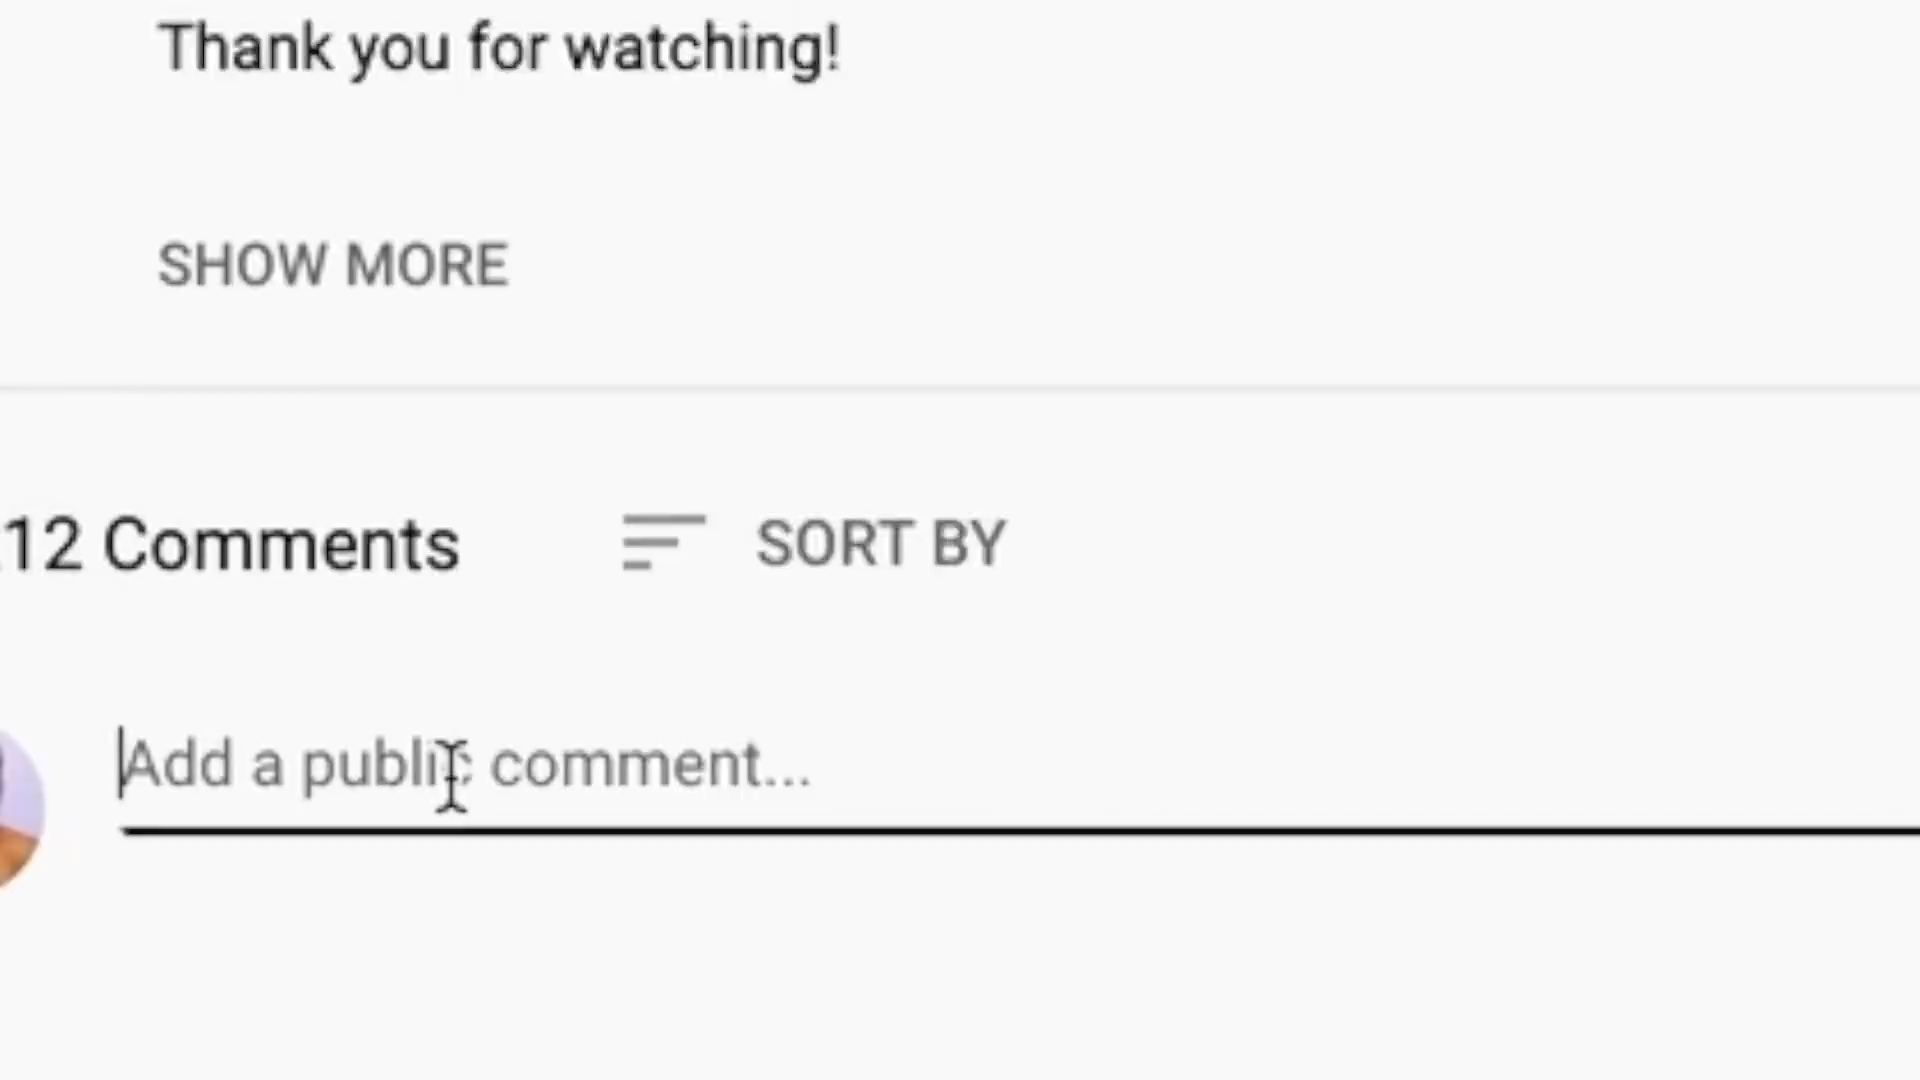 Thank you for watching!
SHOW MORE
12 Comments
SORT BY
Add a public comment...